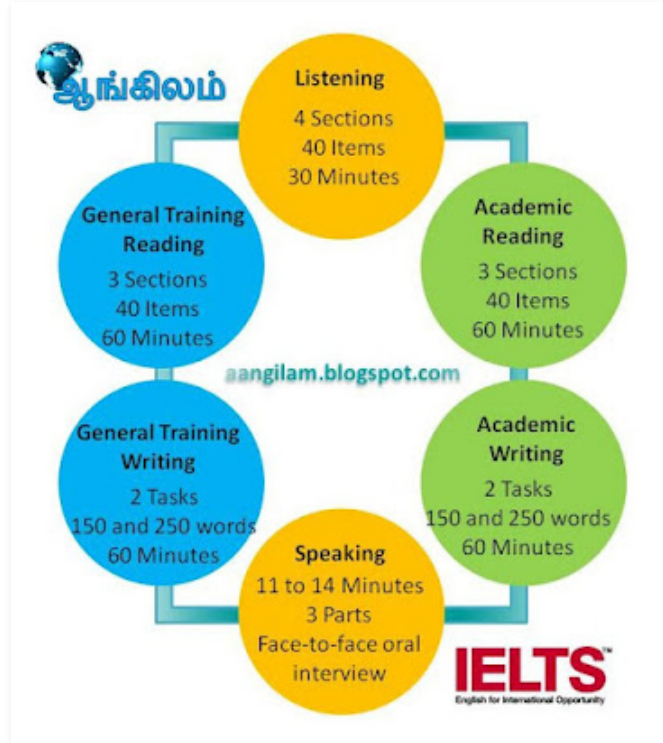 ஆங்கிலம்
Listening
4 Sections
40 Items
30 Minutes
General Training
Reading
3 Sections
40 Items
60 Minutes
Academic
Reading
3 Sections
40 Items
60 Minutes
aangilam.blogspot.com
General Training
Writing
2 Tasks
150 and 250 words
60 Minutes
Academic
Writing
2 Tasks
150 and 250 words
60 Minutes
Speaking
11 to 14 Minutes
3 Parts
Face-to-face oral
interview
IELTS™
English for International Opportunity